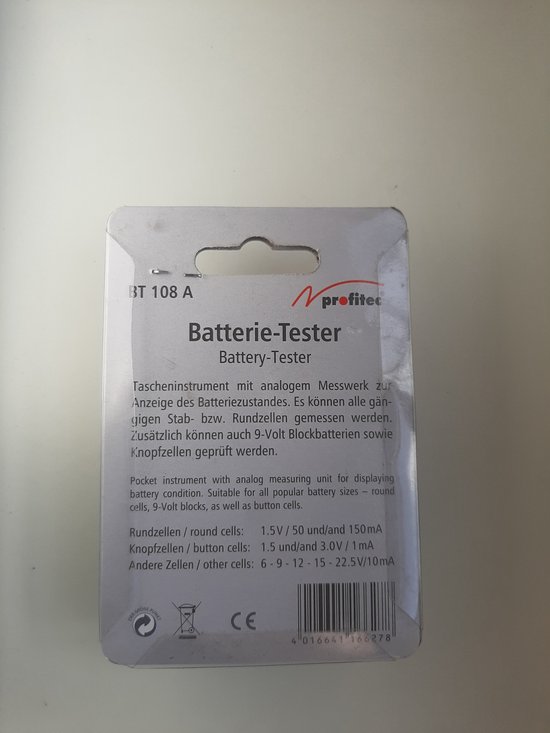 BT 108 A
profitec
Batterie-Tester
Battery-Tester
Tascheninstrument mit analogem Messwerk zur
Anzeige des Batteriezustandes. Es können alle gän-
gigen Stab- bzw. Rundzellen gemessen werden.
Zusätzlich können auch 9-Volt Blockbatterien sowie
Knopfzellen geprüft werden.
Pocket instrument with analog measuring unit for displaying
battery condition. Suitable for all popular battery sizes – round
cells, 9-Volt blocks, as well as button cells.
Rundzellen / round cells: 1.5V / 50 und/and 150mA
Knopfzellen / button cells: 1.5 und/and 3.0V / 1mA
Andere Zellen / other cells: 6 - 9 - 12 - 15 - 22.5V/10mA
DER GRÜNE PUNKT
CE
4 016641 166278